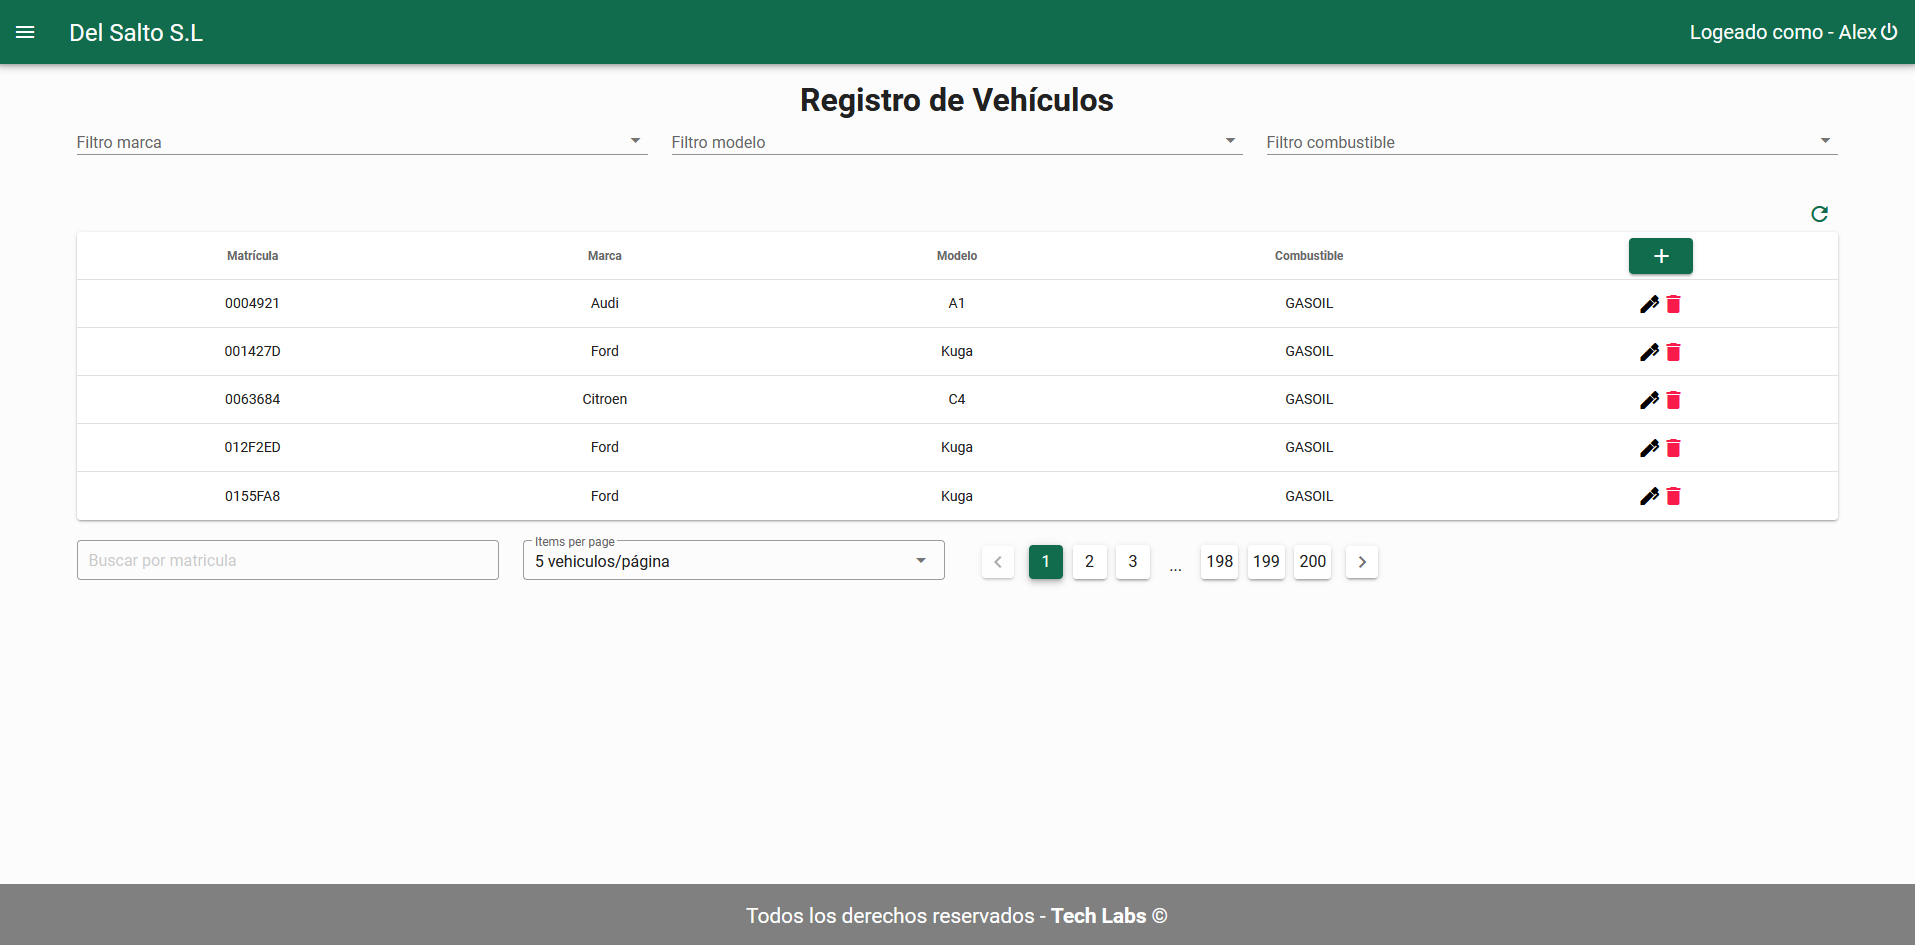 Del Salto S.L
Logeado como - Alex
Registro de Vehículos
Filtro marca
Filtro modelo
Filtro combustible
Matrícula Marca Modelo Combustible +
0004921 Audi A1 GASOIL
001427D Ford Kuga GASOIL
0063684 Citroen C4 GASOIL
012F2ED Ford Kuga GASOIL
0155FA8 Ford Kuga GASOIL
Buscar por matricula
Items per page
5 vehiculos/página
1 2 3 ... 198 199 200
Todos los derechos reservados - Tech Labs ©